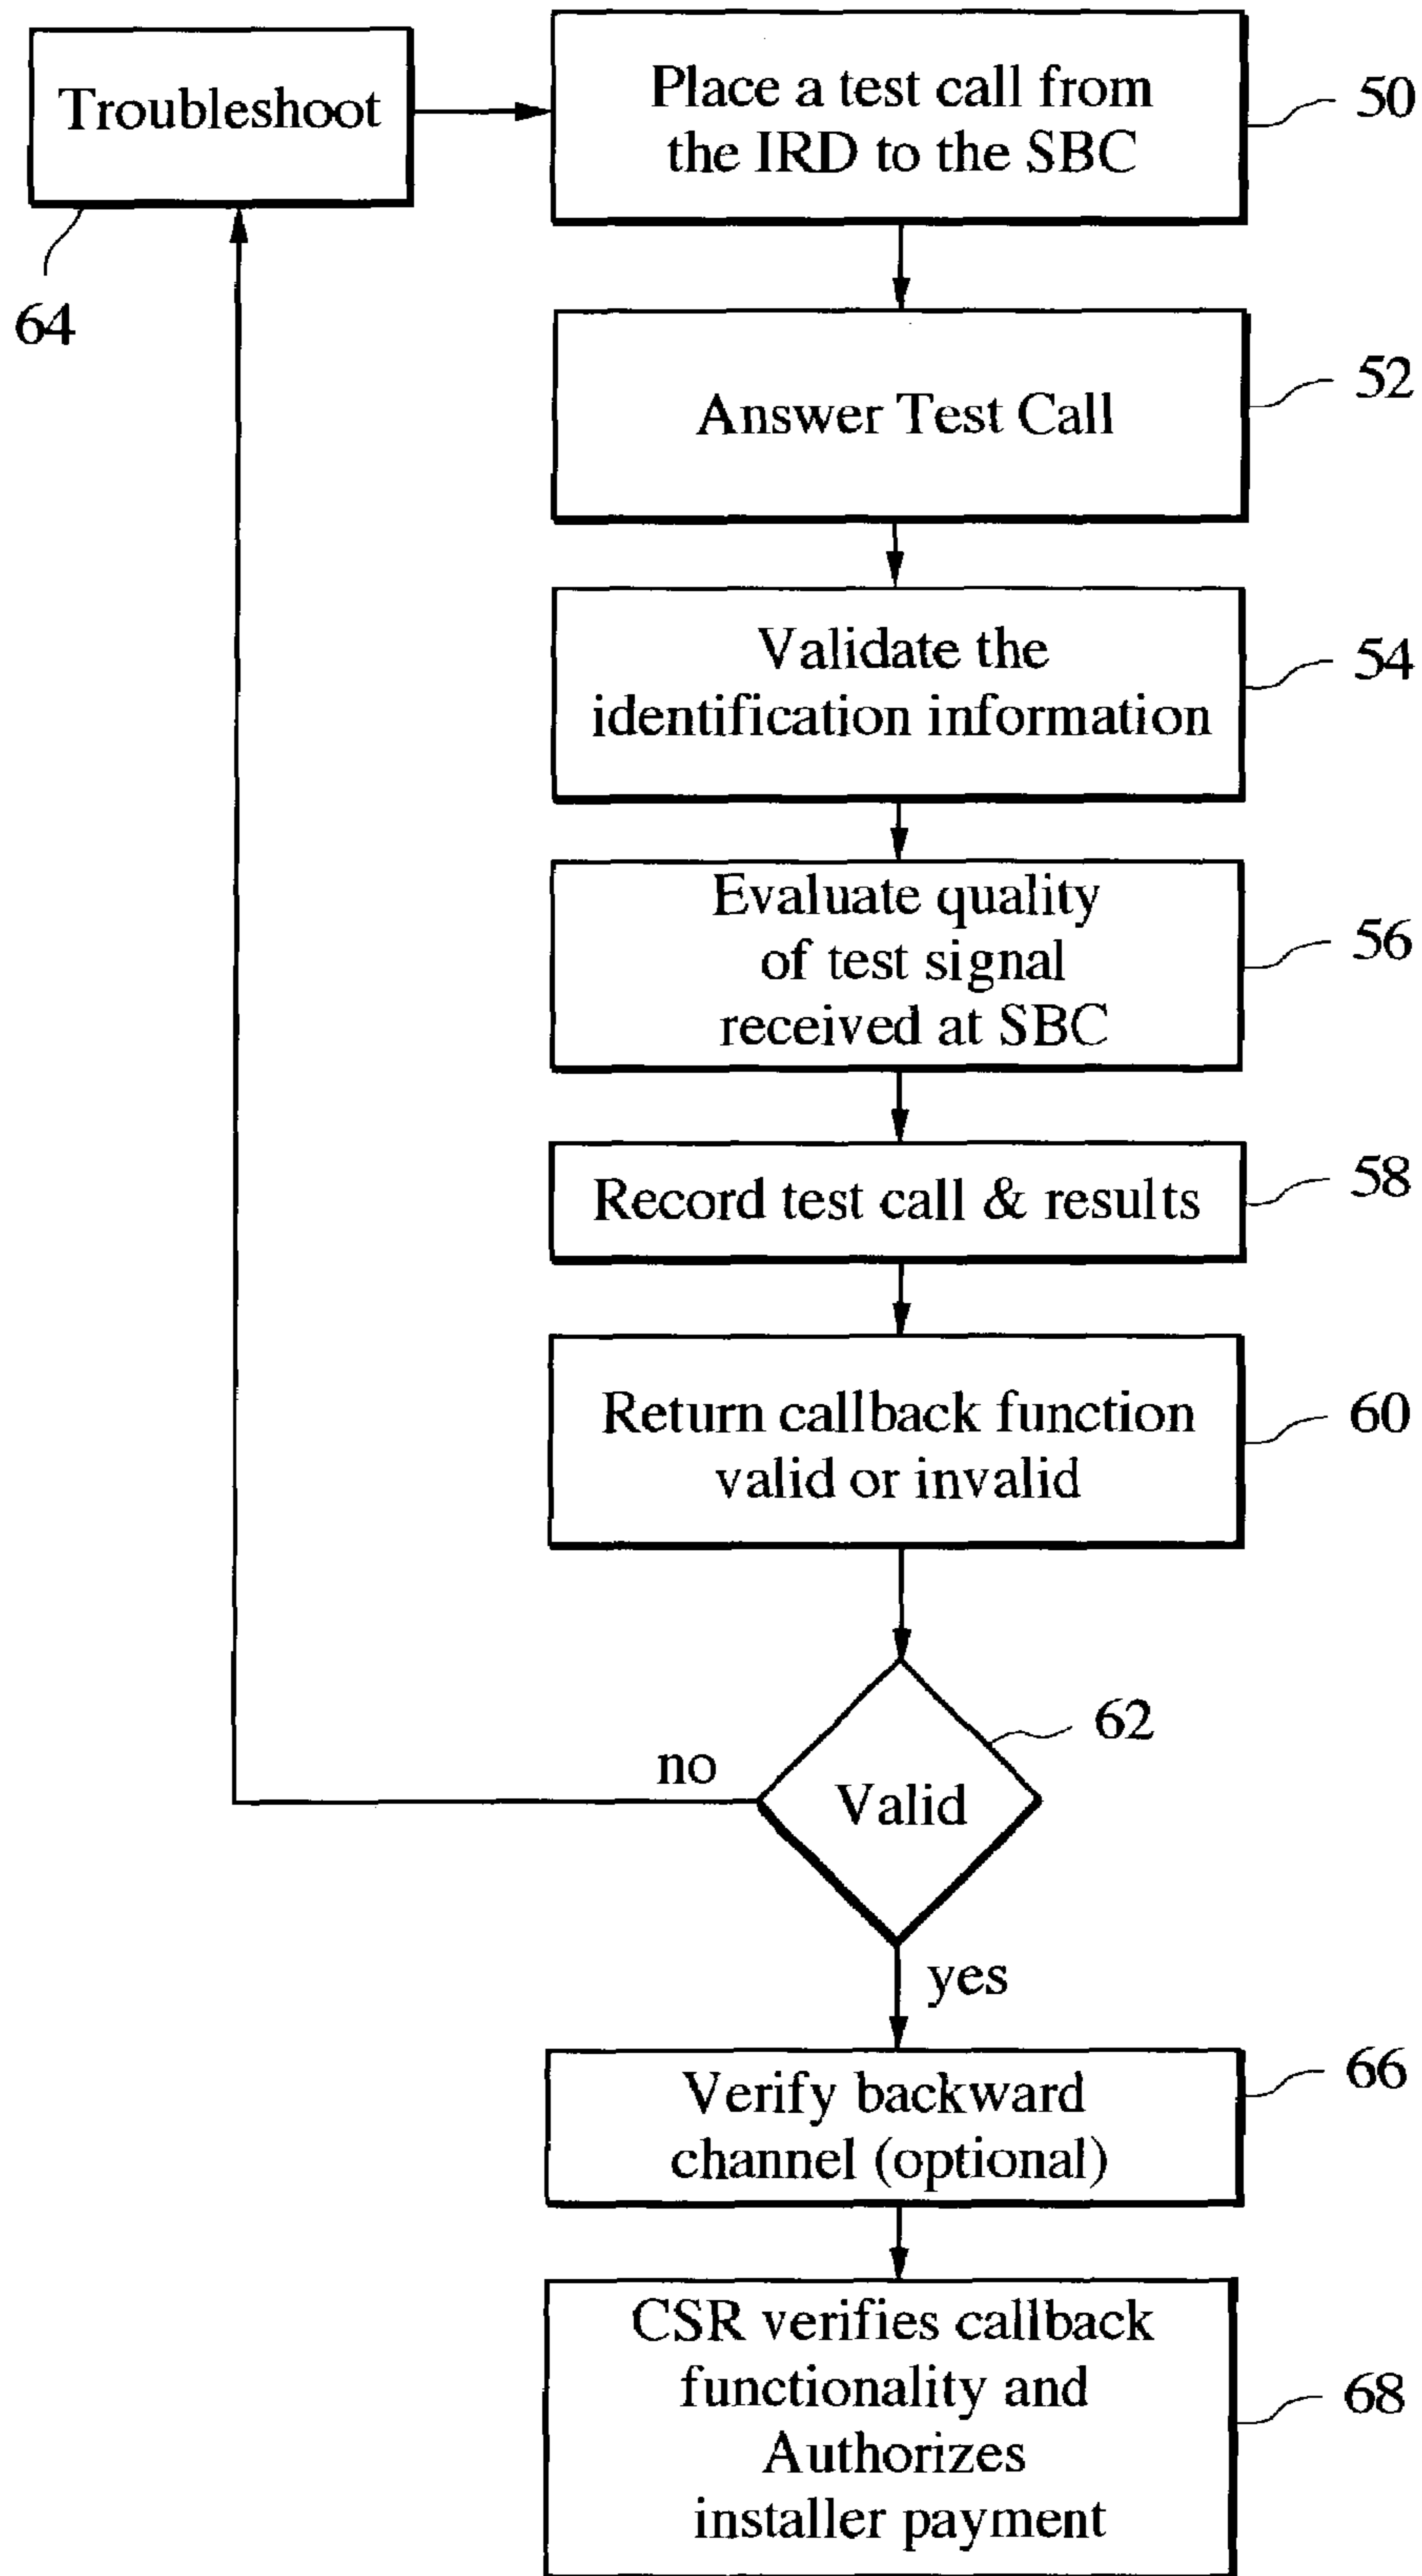 Troubleshoot
64
Place a test call from
the IRD to the SBC
50
Answer Test Call
52
Validate the
identification information
54
Evaluate quality
of test signal
received at SBC
56
Record test call & results
58
Return callback function
valid or invalid
60
Valid
62
no
yes
Verify backward
channel (optional)
66
CSR verifies callback
functionality and
Authorizes
installer payment
68